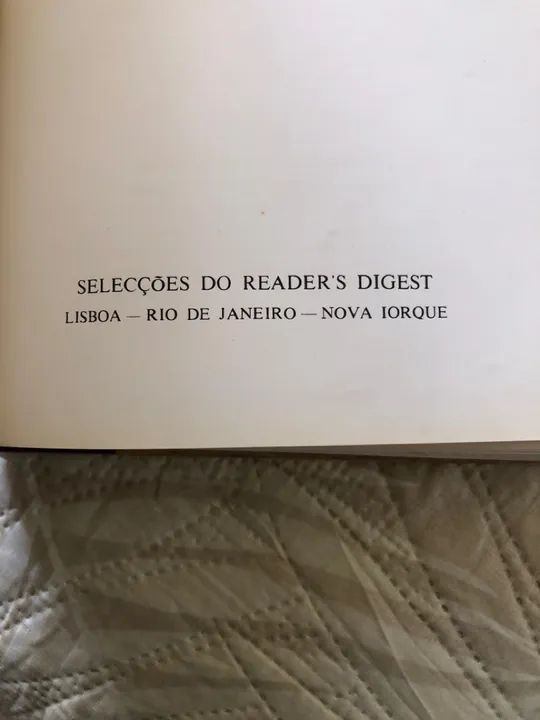 SELECÇÕES DO READER'S DIGEST
LISBOA — RIO DE JANEIRO — NOVA IORQUE